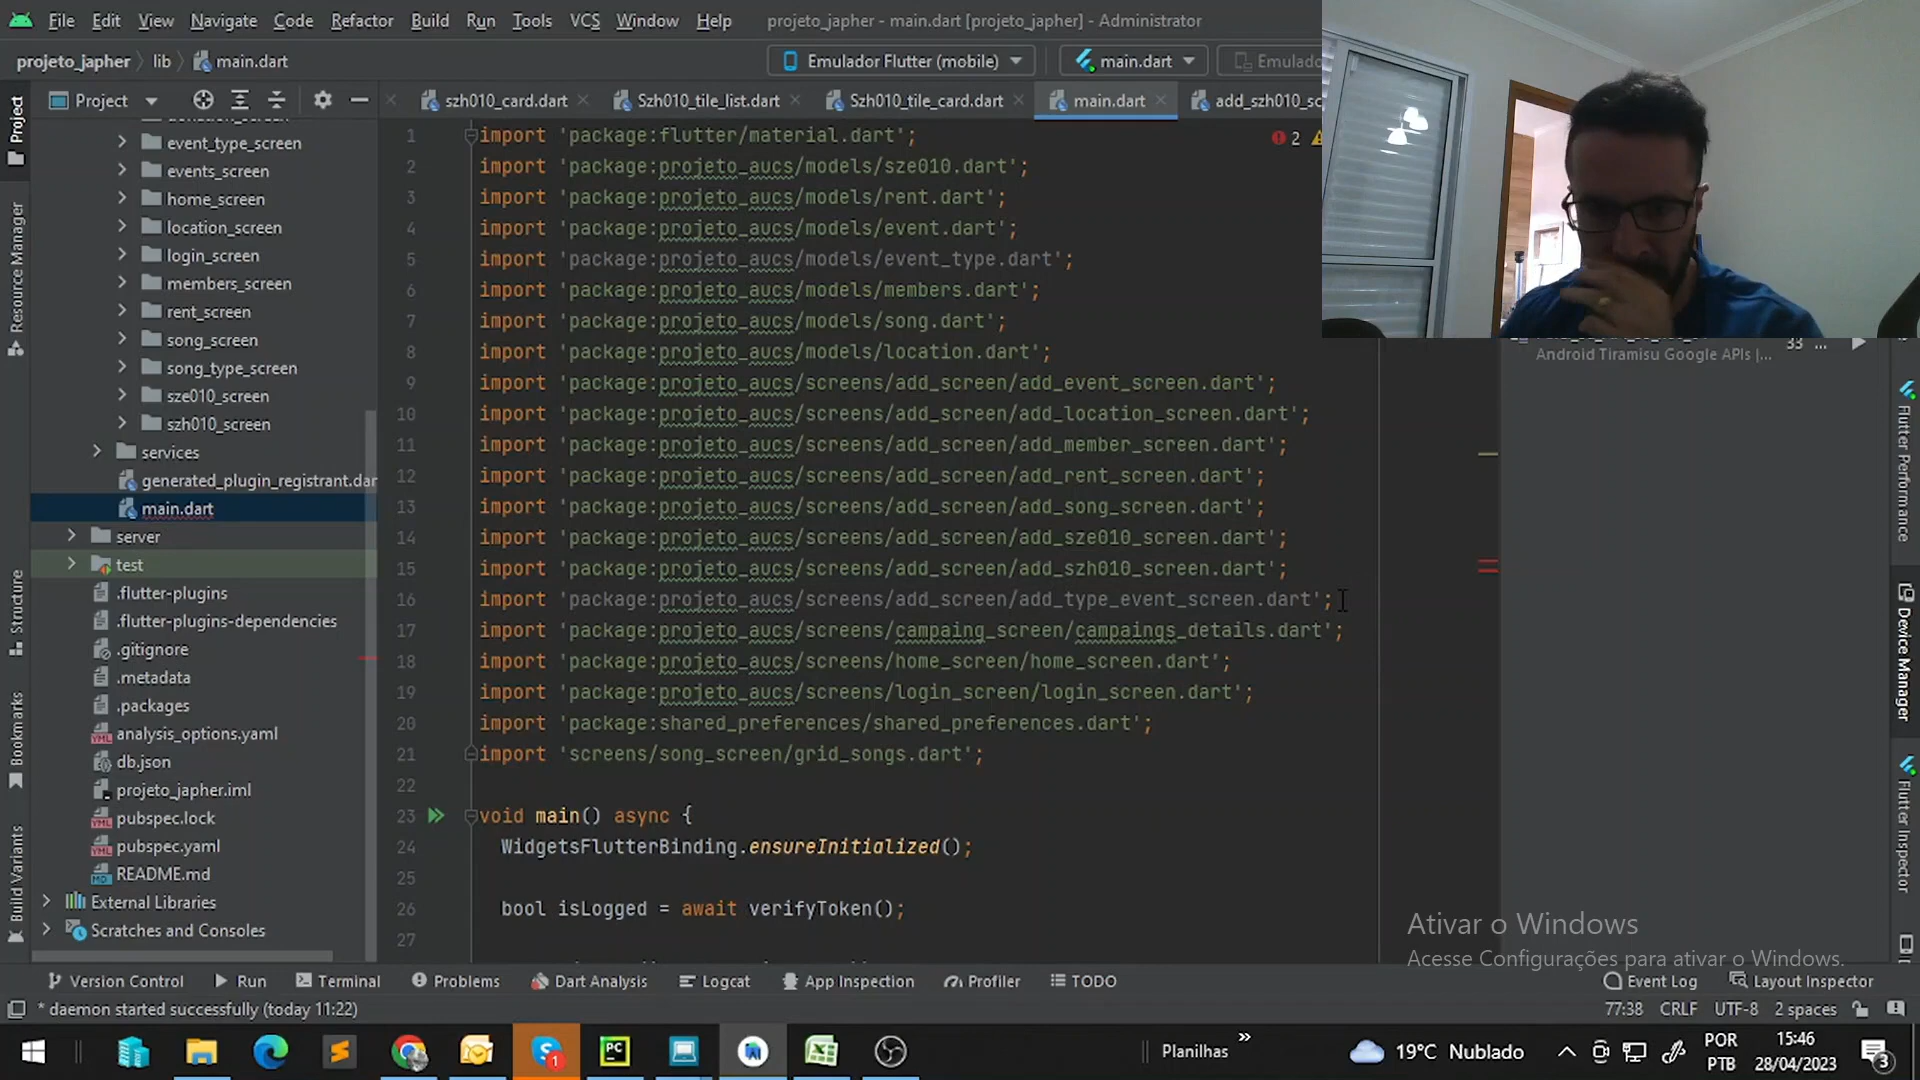 File Edit View Navigate Code Refactor Build Run Tools VCS Window Help projeto_japher - main.dart [projeto_japher] - Administrator
projeto_japher lib main.dart Emulador Flutter (mobile) main.dart
Project szh010_card.dart Szh010_tile_list.dart Szh010_tile_card.dart main.dart add_szh010_sc
event_type_screen
events_screen
home_screen
location_screen
login_screen
members_screen
rent_screen
song_screen
song_type_screen
sze010_screen
szh010_screen
services
generated_plugin_registrant.dar
main.dart
server
test
.flutter-plugins
.flutter-plugins-dependencies
.gitignore
.metadata
.packages
analysis_options.yaml
db.json
projeto_japher.iml
pubspec.lock
pubspec.yaml
README.md
External Libraries
Scratches and Consoles
Project
Resource Manager
Structure
Bookmarks
Build Variants
1 import 'package:flutter/material.dart'; 2
2 import 'package:projeto_aucs/models/sze010.dart';
3 import 'package:projeto_aucs/models/rent.dart';
4 import 'package:projeto_aucs/models/event.dart';
5 import 'package:projeto_aucs/models/event_type.dart';
6 import 'package:projeto_aucs/models/members.dart';
7 import 'package:projeto_aucs/models/song.dart';
8 import 'package:projeto_aucs/models/location.dart';
9 import 'package:projeto_aucs/screens/add_screen/add_event_screen.dart';
10 import 'package:projeto_aucs/screens/add_screen/add_location_screen.dart';
11 import 'package:projeto_aucs/screens/add_screen/add_member_screen.dart';
12 import 'package:projeto_aucs/screens/add_screen/add_rent_screen.dart';
13 import 'package:projeto_aucs/screens/add_screen/add_song_screen.dart';
14 import 'package:projeto_aucs/screens/add_screen/add_sze010_screen.dart';
15 import 'package:projeto_aucs/screens/add_screen/add_szh010_screen.dart';
16 import 'package:projeto_aucs/screens/add_screen/add_type_event_screen.dart';
17 import 'package:projeto_aucs/screens/campaing_screen/campaings_details.dart';
18 import 'package:projeto_aucs/screens/home_screen/home_screen.dart';
19 import 'package:projeto_aucs/screens/login_screen/login_screen.dart';
20 import 'package:shared_preferences/shared_preferences.dart';
21 import 'screens/song_screen/grid_songs.dart';
22
23 void main() async {
24 WidgetsFlutterBinding.ensureInitialized();
25
26 bool isLogged = await verifyToken();
27
33 ...
Android Tiramisu Google APIs |...
Flutter Performance
Device Manager
Flutter Inspector
Ativar o Windows
Acesse Configurações para ativar o Windows.
Version Control Run Terminal Problems Dart Analysis Logcat App Inspection Profiler TODO Event Log Layout Inspector
* daemon started successfully (today 11:22) 77:38 CRLF UTF-8 2 spaces
Planilhas 19°C Nublado POR PTB 15:46 28/04/2023 3